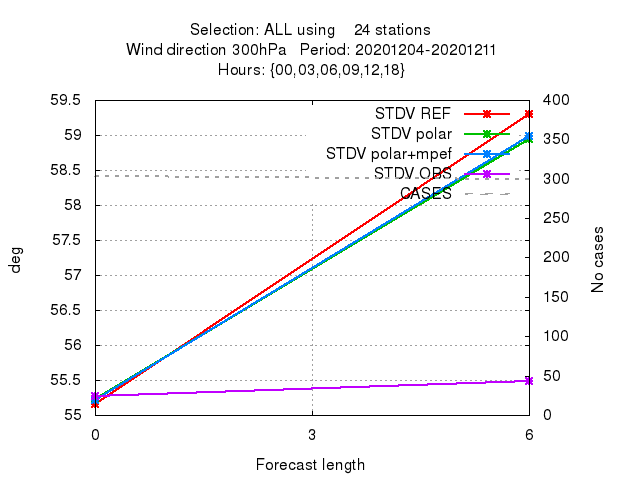 Selection: ALL using 24 stations
Wind direction 300hPa Period: 20201204-20201211
Hours: {00,03,06,09,12,18}
59.5
59
58.5
58
57.5
57
56.5
56
55.5
55
400
350
300
250
200
150
100
50
0
STDV REF
STDV polar
STDV polar+mpef
STDV OBS
CASES
deg
No cases
0 3 6
Forecast length